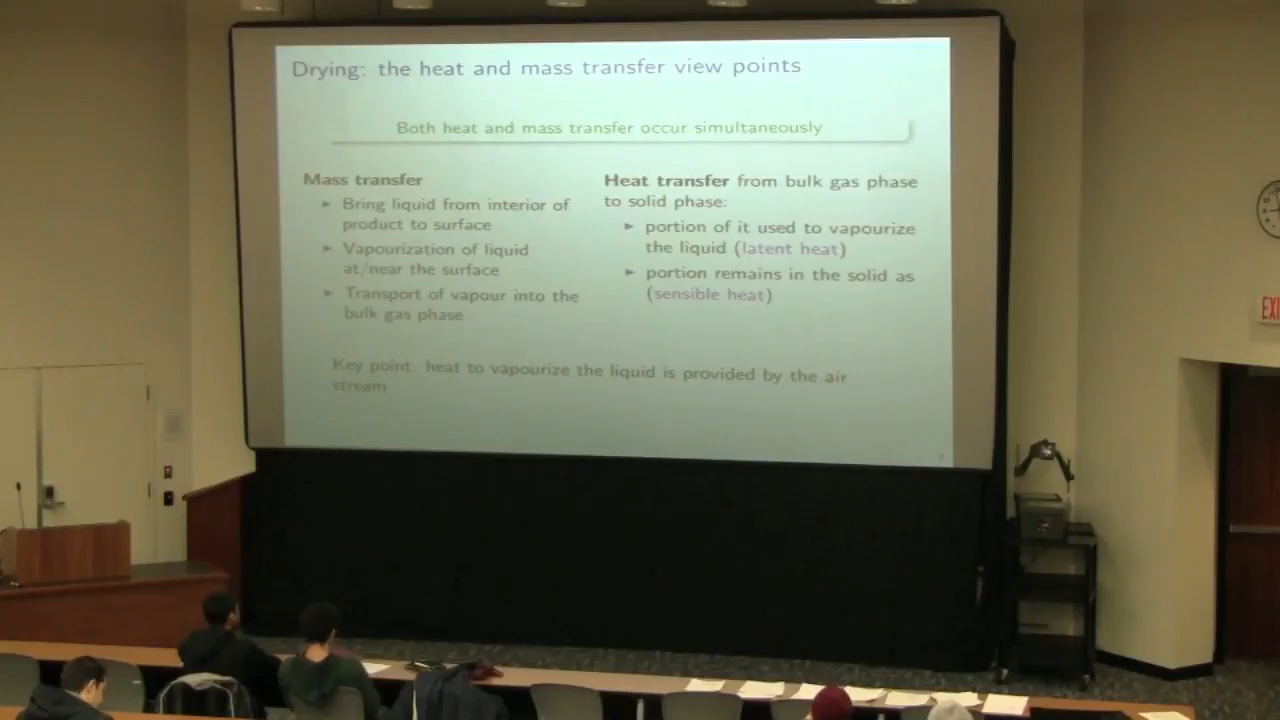 Drying: the heat and mass transfer view points
Both heat and mass transfer occur simultaneously
Mass transfer
Bring liquid from interior of
product to surface
Vapourization of liquid
at/near the surface
Transport of vapour into the
bulk gas phase
Heat transfer from bulk gas phase
to solid phase:
portion of it used to vapourize
the liquid (latent heat)
portion remains in the solid as
(sensible heat)
Key point: heat to vapourize the liquid is provided by the air
stream